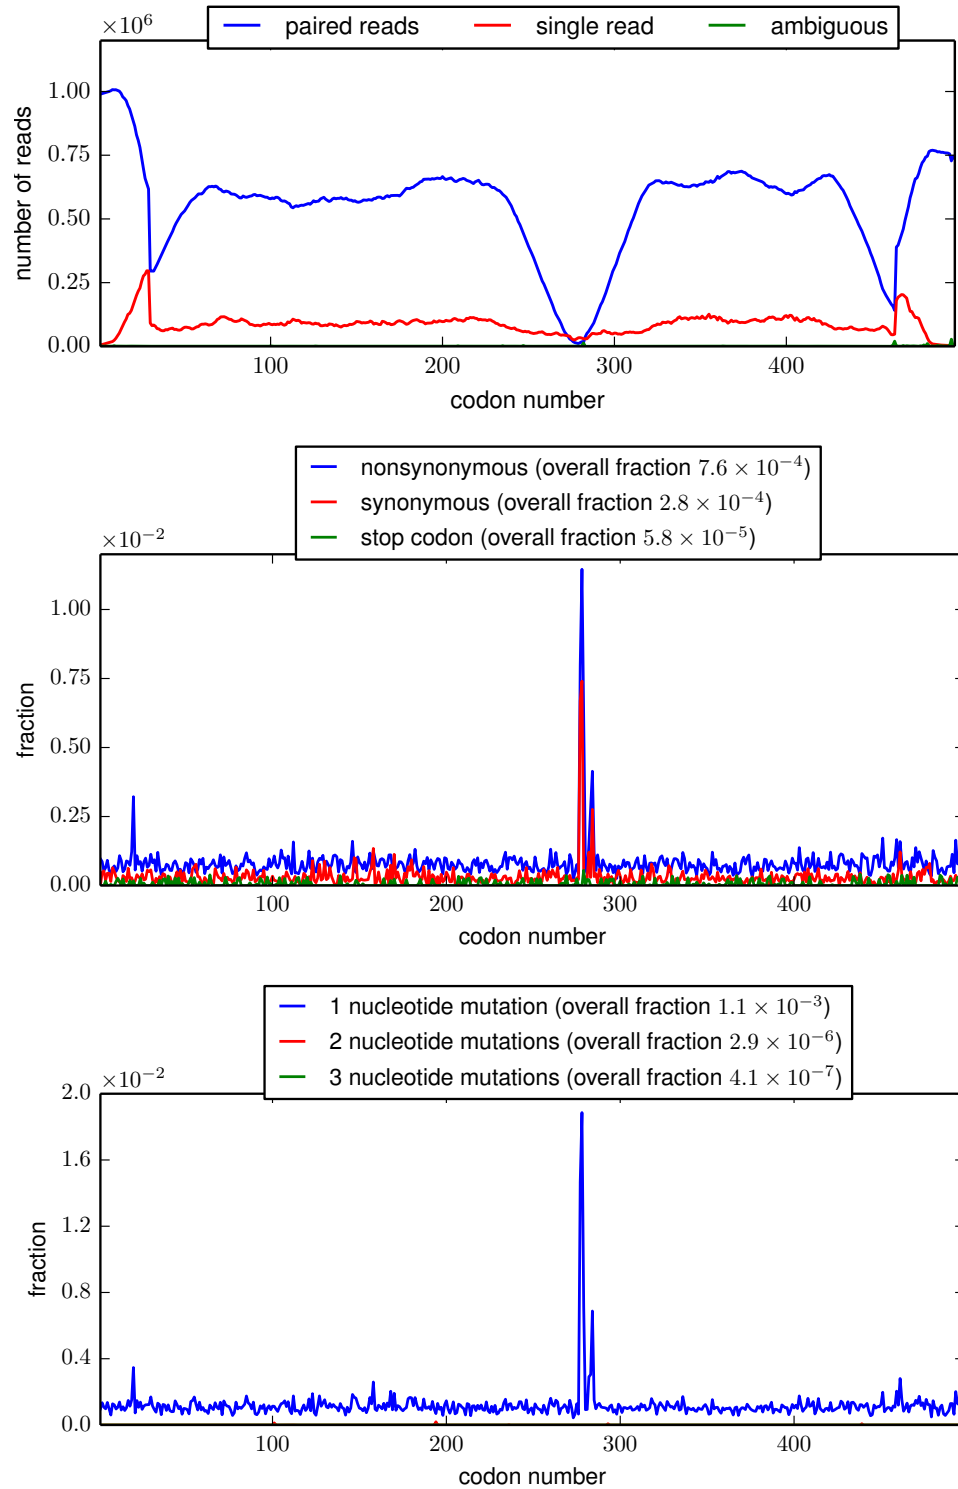 ×10⁶
paired reads single read ambiguous
1.00
0.75
0.50
0.25
0.00
number of reads
100 200 300 400
codon number
nonsynonymous (overall fraction 7.6 × 10⁻⁴)
synonymous (overall fraction 2.8 × 10⁻⁴)
stop codon (overall fraction 5.8 × 10⁻⁵)
×10⁻²
1.00
0.75
0.50
0.25
0.00
fraction
100 200 300 400
codon number
1 nucleotide mutation (overall fraction 1.1 × 10⁻³)
2 nucleotide mutations (overall fraction 2.9 × 10⁻⁶)
3 nucleotide mutations (overall fraction 4.1 × 10⁻⁷)
×10⁻²
2.0
1.6
1.2
0.8
0.4
0.0
fraction
100 200 300 400
codon number